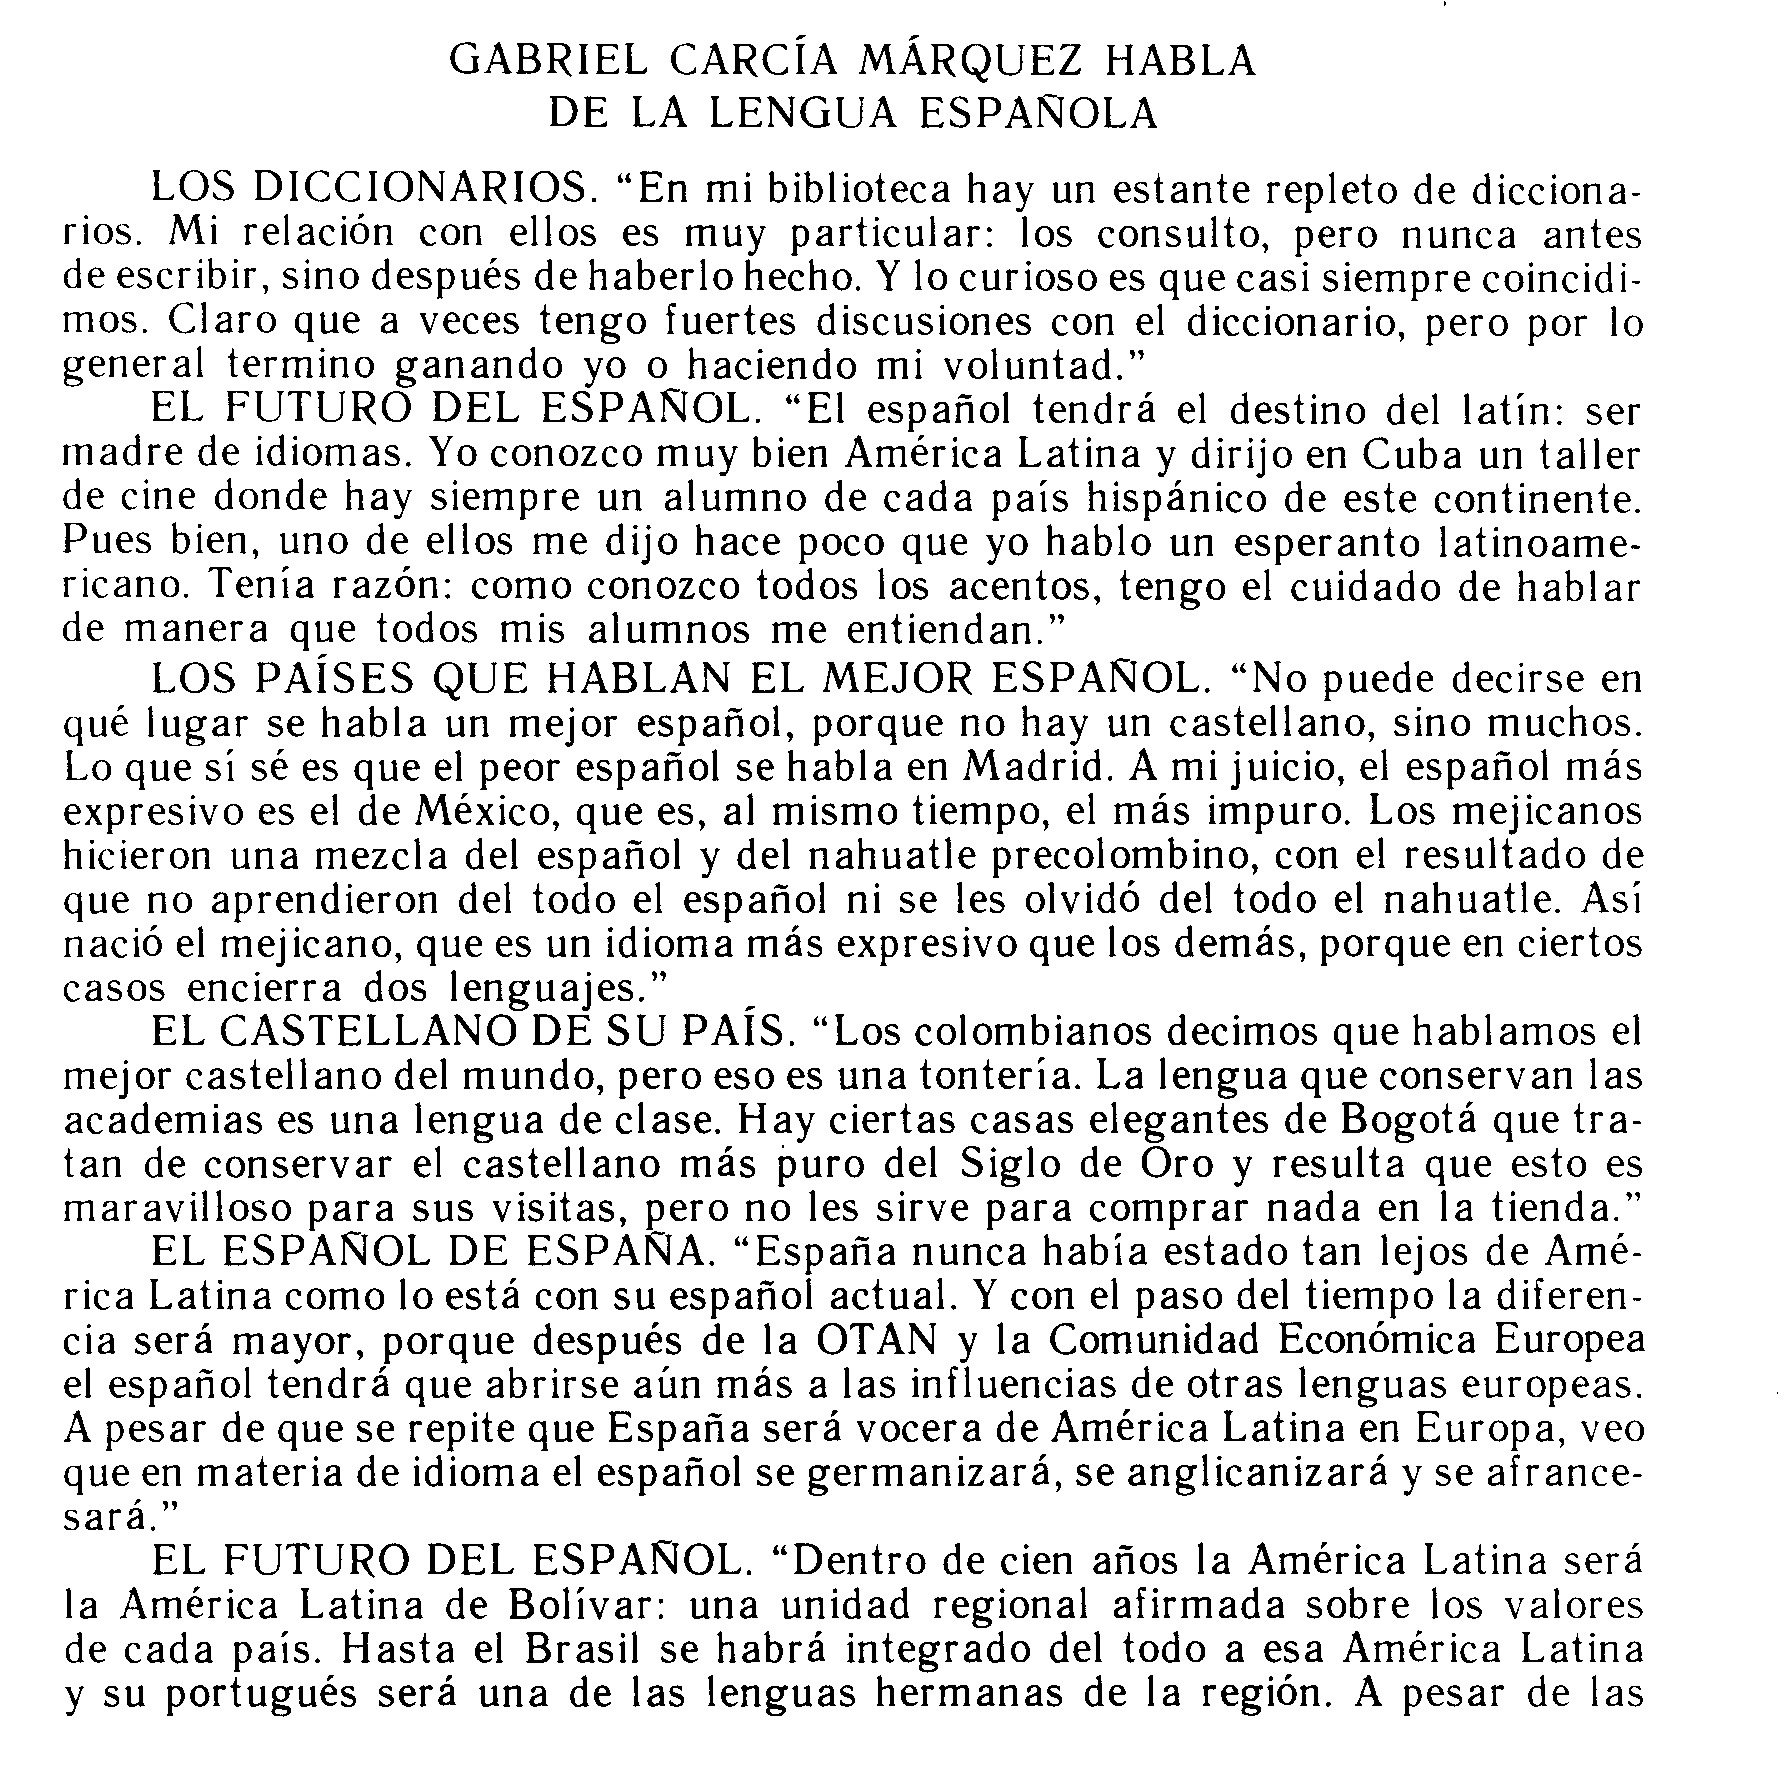 GABRIEL CARCÍA MÁRQUEZ HABLA
DE LA LENGUA ESPAÑOLA
LOS DICCIONARIOS. “En mi biblioteca hay un estante repleto de dicciona-
rios. Mi relación con ellos es muy particular: los consulto, pero nunca antes
de escribir, sino después de haberlo hecho. Y lo curioso es que casi siempre coincidi-
mos. Claro que a veces tengo fuertes discusiones con el diccionario, pero por lo
general termino ganando yo o haciendo mi voluntad.”
EL FUTURO DEL ESPAÑOL. “El español tendrá el destino del latín: ser
madre de idiomas. Yo conozco muy bien América Latina y dirijo en Cuba un taller
de cine donde hay siempre un alumno de cada país hispánico de este continente.
Pues bien, uno de ellos me dijo hace poco que yo hablo un esperanto latinoame-
ricano. Tenía razón: como conozco todos los acentos, tengo el cuidado de hablar
de manera que todos mis alumnos me entiendan.”
LOS PAÍSES QUE HABLAN EL MEJOR ESPAÑOL. “No puede decirse en
qué lugar se habla un mejor español, porque no hay un castellano, sino muchos.
Lo que sí sé es que el peor español se habla en Madrid. A mi juicio, el español más
expresivo es el de México, que es, al mismo tiempo, el más impuro. Los mejicanos
hicieron una mezcla del español y del nahuatle precolombino, con el resultado de
que no aprendieron del todo el español ni se les olvidó del todo el nahuatle. Así
nació el mejicano, que es un idioma más expresivo que los demás, porque en ciertos
casos encierra dos lenguajes.”
EL CASTELLANO DE SU PAÍS. “Los colombianos decimos que hablamos el
mejor castellano del mundo, pero eso es una tontería. La lengua que conservan las
academias es una lengua de clase. Hay ciertas casas elegantes de Bogotá que tra-
tan de conservar el castellano más puro del Siglo de Oro y resulta que esto es
maravilloso para sus visitas, pero no les sirve para comprar nada en la tienda.”
EL ESPAÑOL DE ESPAÑA. “España nunca había estado tan lejos de Amé-
rica Latina como lo está con su español actual. Y con el paso del tiempo la diferen-
cia será mayor, porque después de la OTAN y la Comunidad Económica Europea
el español tendrá que abrirse aún más a las influencias de otras lenguas europeas.
A pesar de que se repite que España será vocera de América Latina en Europa, veo
que en materia de idioma el español se germanizará, se anglicanizará y se afrance-
sará.”
EL FUTURO DEL ESPAÑOL. “Dentro de cien años la América Latina será
la América Latina de Bolívar: una unidad regional afirmada sobre los valores
de cada país. Hasta el Brasil se habrá integrado del todo a esa América Latina
y su portugués será una de las lenguas hermanas de la región. A pesar de las